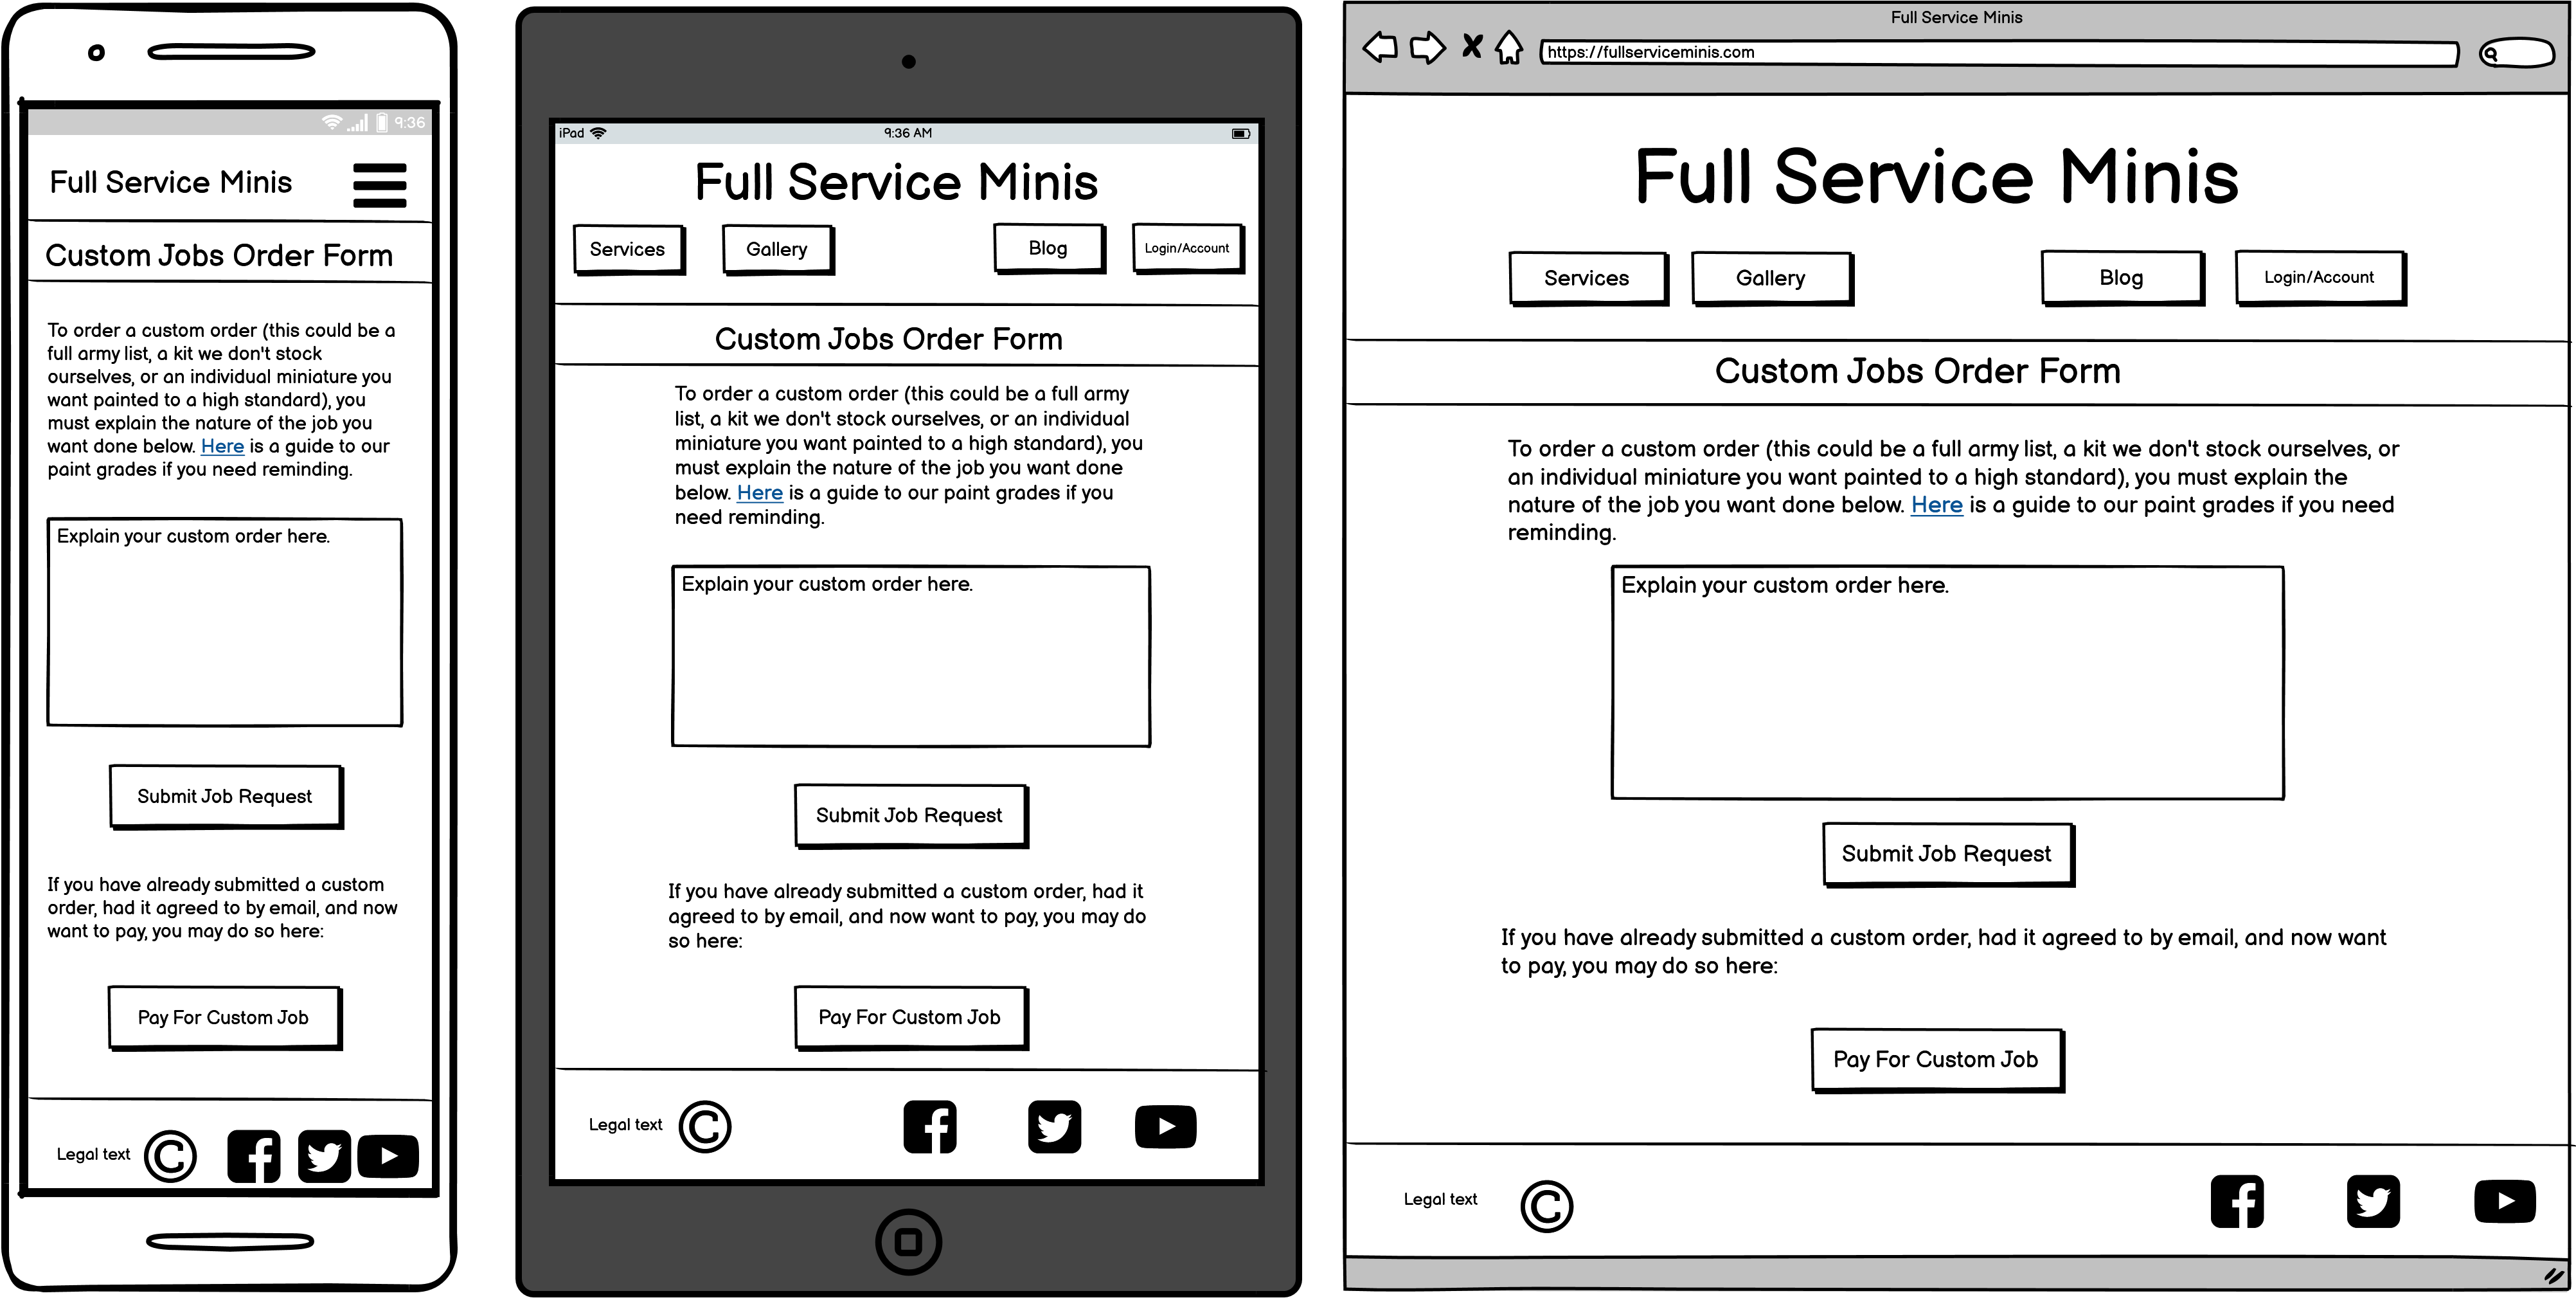 9:36
Full Service Minis
Custom Jobs Order Form
To order a custom order (this could be a
full army list, a kit we don't stock
ourselves, or an individual miniature you
want painted to a high standard), you
must explain the nature of the job you
want done below. Here is a guide to our
paint grades if you need reminding.
Explain your custom order here.
Submit Job Request
If you have already submitted a custom
order, had it agreed to by email, and now
want to pay, you may do so here:
Pay For Custom Job
Legal text ©
iPad 9:36 AM
Full Service Minis
Services Gallery Blog Login/Account
Custom Jobs Order Form
To order a custom order (this could be a full army
list, a kit we don't stock ourselves, or an individual
miniature you want painted to a high standard), you
must explain the nature of the job you want done
below. Here is a guide to our paint grades if you
need reminding.
Explain your custom order here.
Submit Job Request
If you have already submitted a custom order, had it
agreed to by email, and now want to pay, you may do
so here:
Pay For Custom Job
Legal text ©
Full Service Minis
https://fullserviceminis.com
Full Service Minis
Services Gallery Blog Login/Account
Custom Jobs Order Form
To order a custom order (this could be a full army list, a kit we don't stock ourselves, or
an individual miniature you want painted to a high standard), you must explain the
nature of the job you want done below. Here is a guide to our paint grades if you need
reminding.
Explain your custom order here.
Submit Job Request
If you have already submitted a custom order, had it agreed to by email, and now want
to pay, you may do so here:
Pay For Custom Job
Legal text ©